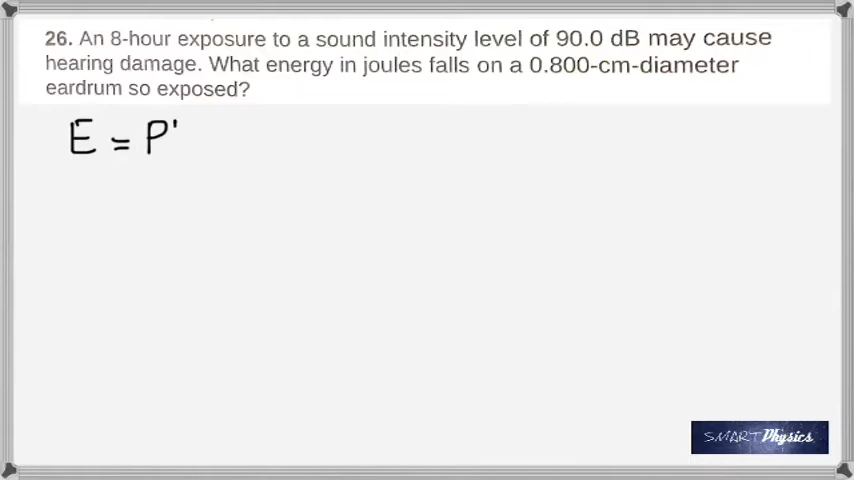 26. An 8-hour exposure to a sound intensity level of 90.0 dB may cause
hearing damage. What energy in joules falls on a 0.800-cm-diameter
eardrum so exposed?
E = P'
SMART Physics